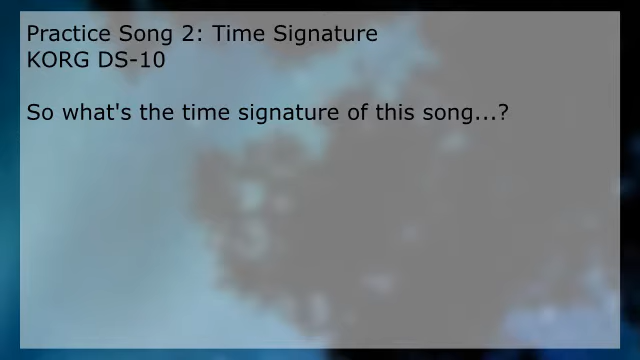 Practice Song 2: Time Signature
KORG DS-10
So what's the time signature of this song...?